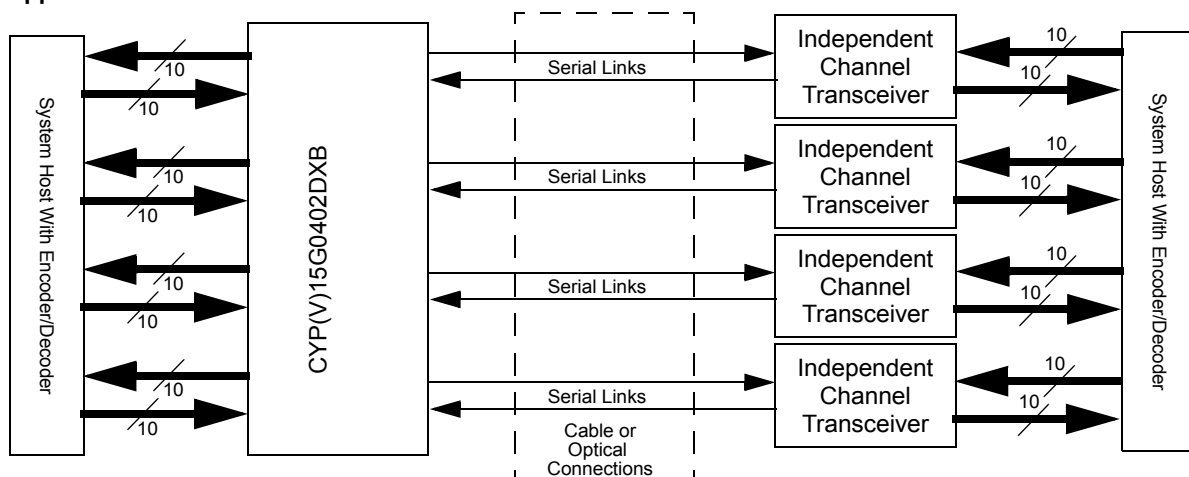 System Host With Encoder/Decoder
10
10
10
10
10
10
10
10
CYP(V)15G0402DXB
Serial Links
Serial Links
Serial Links
Serial Links
Cable or
Optical
Connections
Independent
Channel
Transceiver
Independent
Channel
Transceiver
Independent
Channel
Transceiver
Independent
Channel
Transceiver
10
10
10
10
10
10
10
10
System Host With Encoder/Decoder